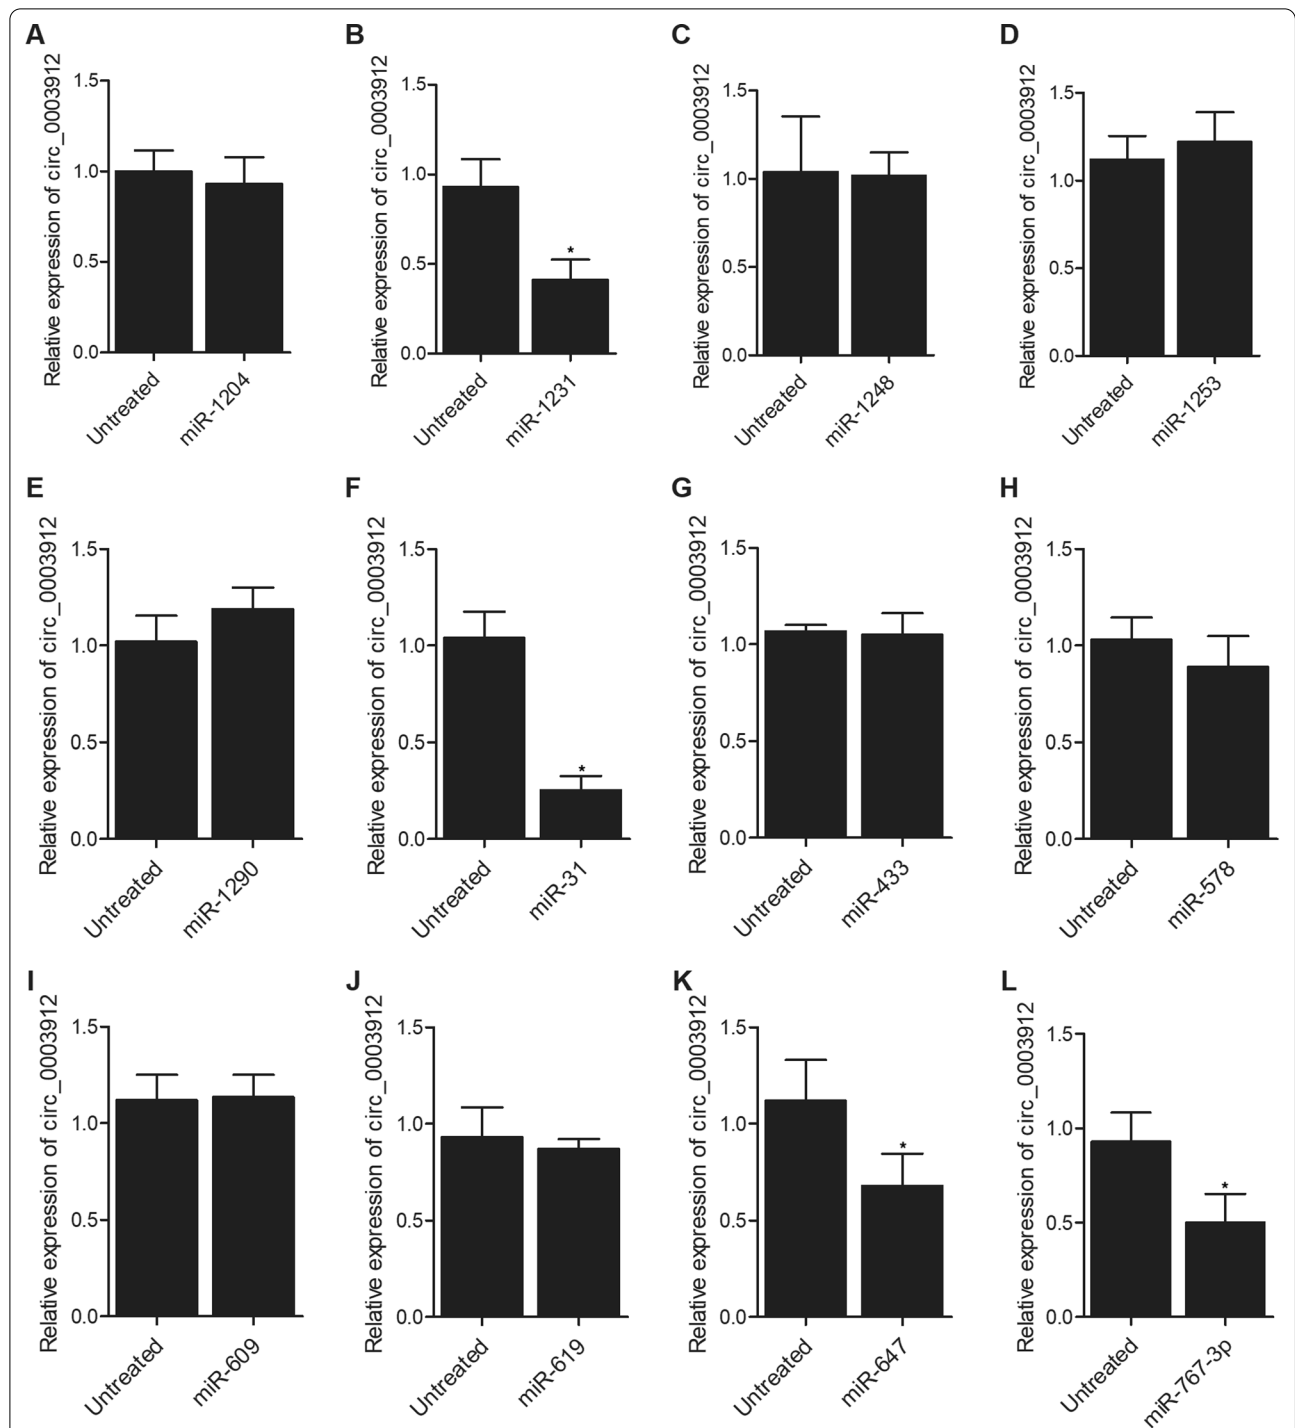 A
Relative expression of circ_0003912
1.5
1.0
0.5
0.0
Untreated
miR-1204
B
Relative expression of circ_0003912
1.5
1.0
0.5
0.0
*
Untreated
miR-1231
C
Relative expression of circ_0003912
1.5
1.0
0.5
0.0
Untreated
miR-1248
D
Relative expression of circ_0003912
1.5
1.0
0.5
0.0
Untreated
miR-1253
E
Relative expression of circ_0003912
1.5
1.0
0.5
0.0
Untreated
miR-1290
F
Relative expression of circ_0003912
1.5
1.0
0.5
0.0
*
Untreated
miR-31
G
Relative expression of circ_0003912
1.5
1.0
0.5
0.0
Untreated
miR-433
H
Relative expression of circ_0003912
1.5
1.0
0.5
0.0
Untreated
miR-578
I
Relative expression of circ_0003912
1.5
1.0
0.5
0.0
Untreated
miR-609
J
Relative expression of circ_0003912
1.5
1.0
0.5
0.0
Untreated
miR-619
K
Relative expression of circ_0003912
1.5
1.0
0.5
0.0
*
Untreated
miR-647
L
Relative expression of circ_0003912
1.5
1.0
0.5
0.0
*
Untreated
miR-767-3p